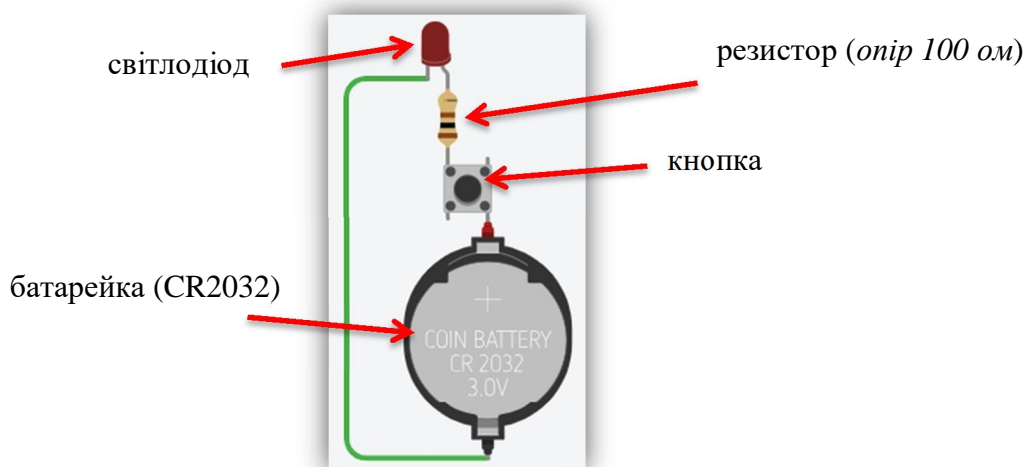 світлодіод
резистор (опір 100 ом)
кнопка
батарейка (CR2032)
COIN BATTERY
CR 2032
3.0V